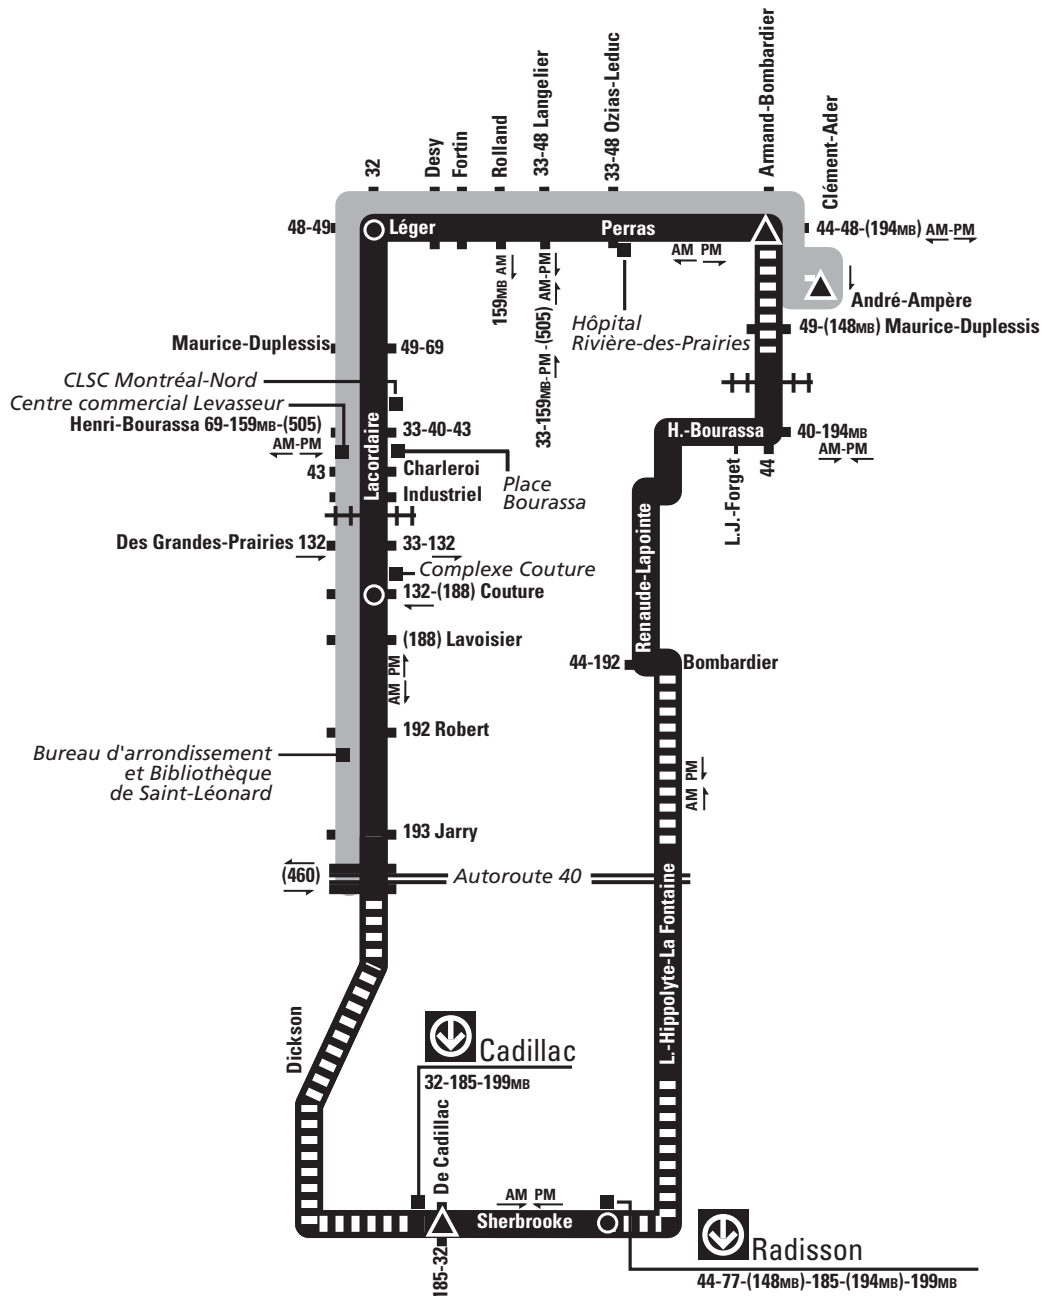 32
Desy
Fortin
Rolland
33-48 Langelier
33-48 Ozias-Leduc
Armand-Bombardier
Clément-Ader
48-49
Léger
Perras
44-48-(194MB) AM-PM
AM PM
159MB AM
33-159MB-PM -(505) AM-PM
Hôpital
Rivière-des-Prairies
André-Ampère
49-(148MB) Maurice-Duplessis
Maurice-Duplessis
49-69
CLSC Montréal-Nord
Centre commercial Levasseur
Henri-Bourassa 69-159MB-(505)
AM-PM
33-40-43
H.-Bourassa
40-194MB
AM-PM
Lacordaire
43
Charleroi
Industriel
Place
Bourassa
L.J.-Forget
44
Des Grandes-Prairies 132
33-132
Complexe Couture
132-(188) Couture
Renaude-Lapointe
(188) Lavoisier
AM PM
44-192
Bombardier
192 Robert
Bureau d'arrondissement
et Bibliothèque
de Saint-Léonard
AM PM
193 Jarry
(460)
Autoroute 40
L.-Hippolyte-La Fontaine
Dickson
Cadillac
32-185-199MB
De Cadillac
AM PM
Sherbrooke
185-32
Radisson
44-77-(148MB)-185-(194MB)-199MB